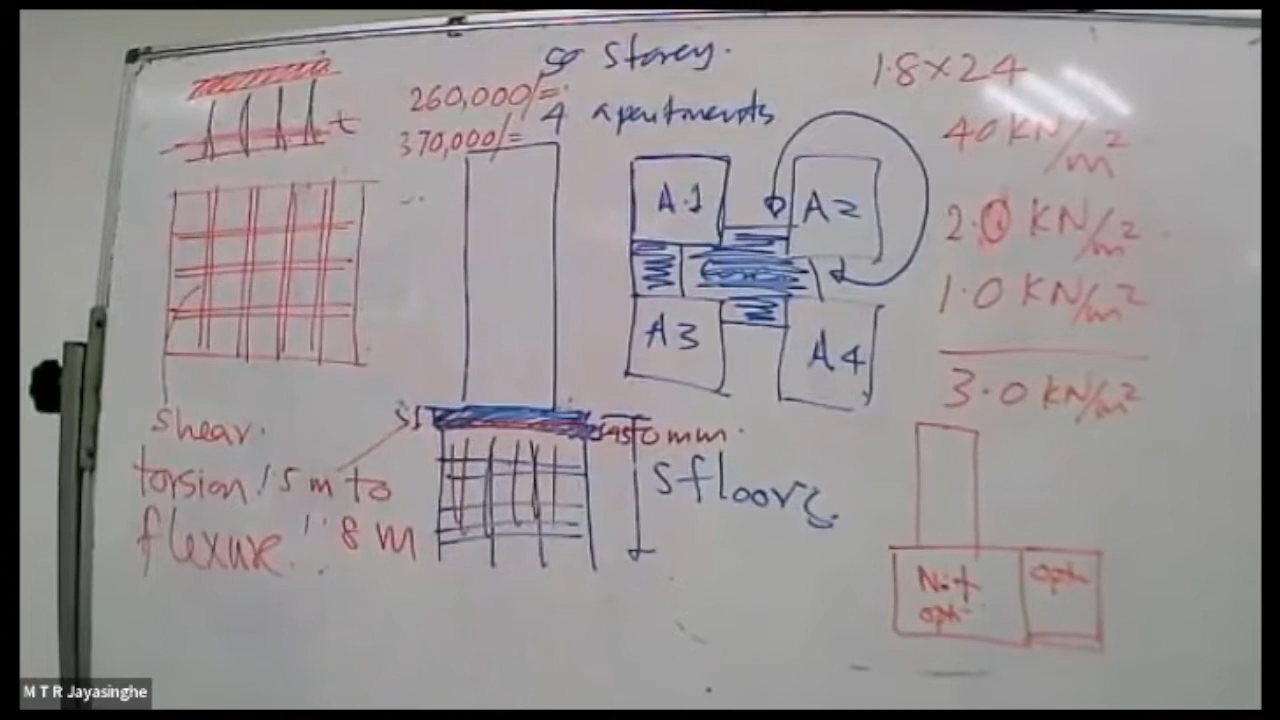 Storey.
260,000/=
4 apartments
370,000/=
t
1.8×24
40 KN/m²
2.0 KN/m²
1.0 KN/m²
3.0 KN/m²
A1
A2
A3
A4
shear.
torsion
flexure.
1.5 m to
1.8 m
mm.
5 floors
Not
opt
opt
M T R Jayasinghe